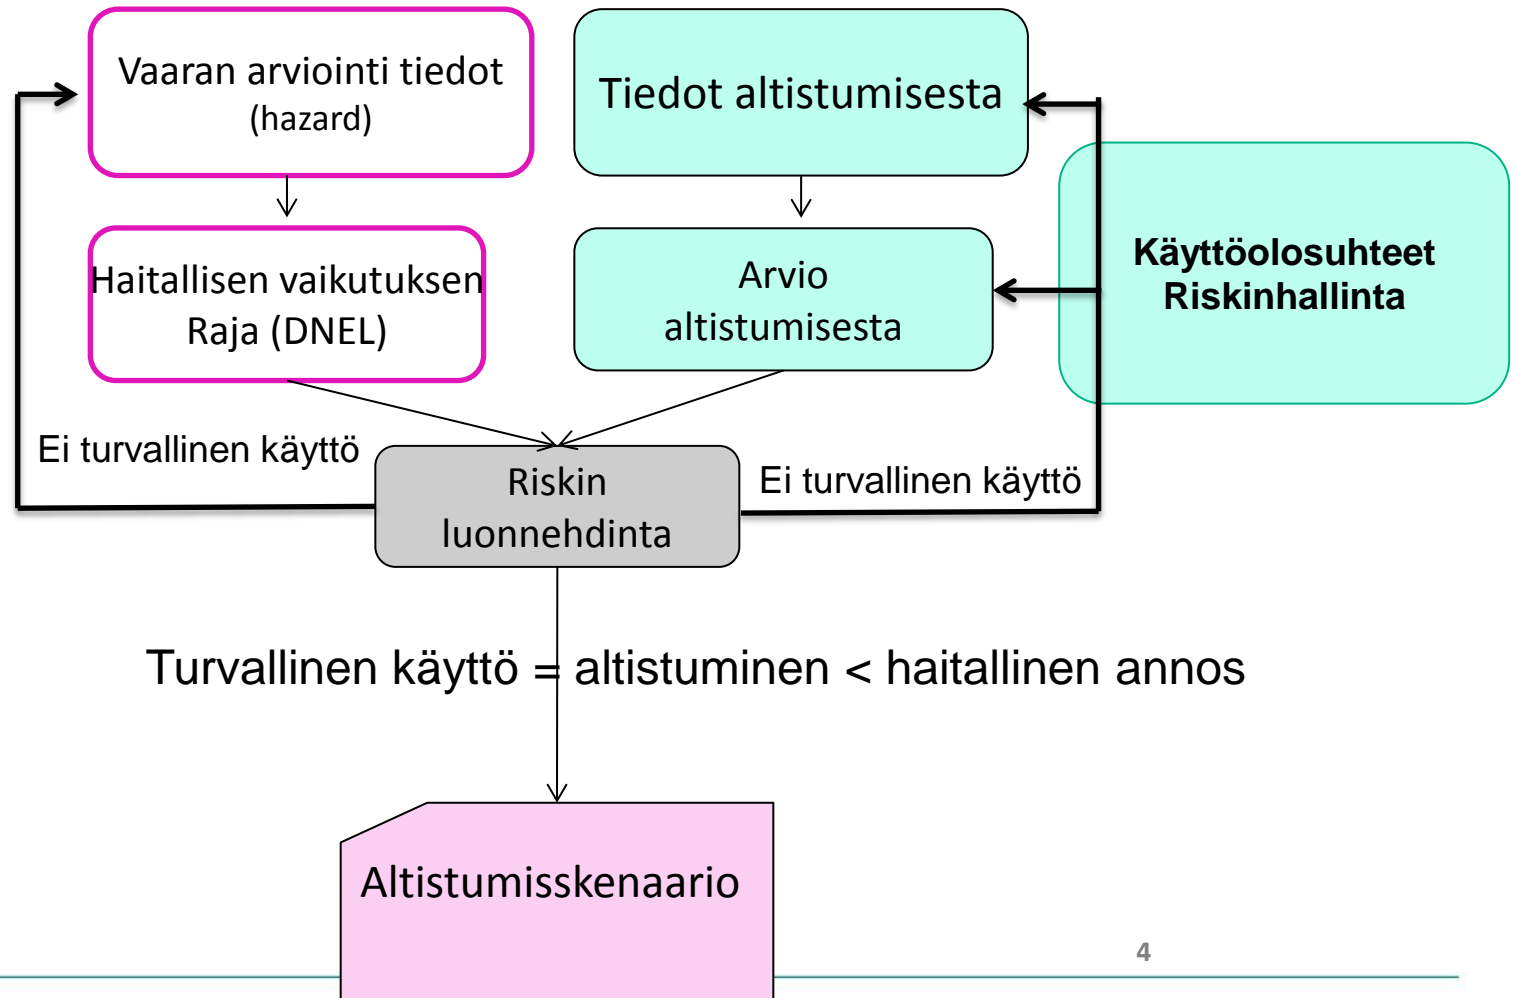 Vaaran arviointi tiedot
(hazard)
Tiedot altistumisesta
Käyttöolosuhteet
Riskinhallinta
Haitallisen vaikutuksen
Raja (DNEL)
Arvio
altistumisesta
Ei turvallinen käyttö
Riskin
luonnehdinta
Ei turvallinen käyttö
Turvallinen käyttö = altistuminen < haitallinen annos
Altistumisskenaario
4